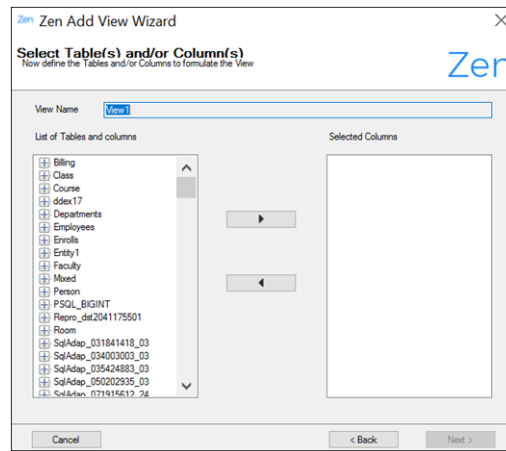 Zen Zen Add View Wizard
Select Table(s) and/or Column(s)
Now define the Tables and/or Columns to formulate the View
Zen
View Name View1
List of Tables and columns Selected Columns
Billing
Class
Course
ddex17
Departments
Employees
Enrolls
Entity1
Faculty
Mixed
Person
PSQL_BIGINT
Repro_dst2041175501
Room
SqlAdap_031841418_03
SqlAdap_034003003_03
SqlAdap_035424883_03
SqlAdap_050202935_03
SqlAdap_071915612_24
Cancel < Back Next >